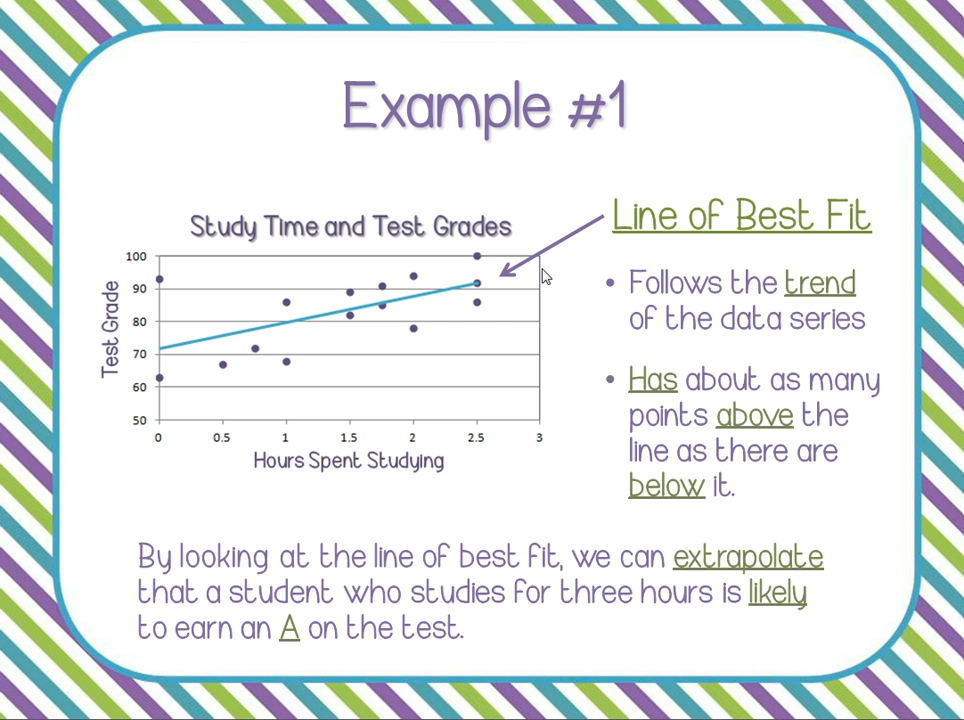 Example #1
Study Time and Test Grades
100
90
80
70
60
50
Test Grade
0 0.5 1 1.5 2 2.5 3
Hours Spent Studying
Line of Best Fit
• Follows the trend
of the data series
• Has about as many
points above the
line as there are
below it.
By looking at the line of best fit, we can extrapolate
that a student who studies for three hours is likely
to earn an A on the test.